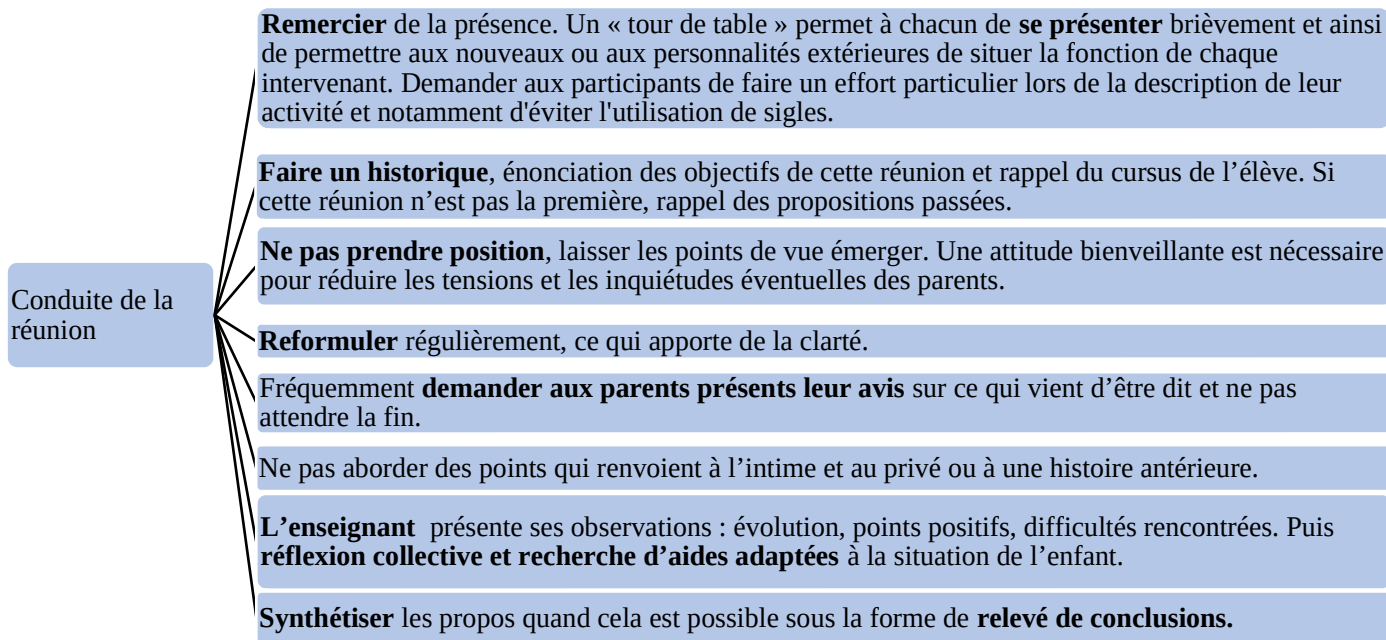 Remercier de la présence. Un « tour de table » permet à chacun de se présenter brièvement et ainsi
de permettre aux nouveaux ou aux personnalités extérieures de situer la fonction de chaque
intervenant. Demander aux participants de faire un effort particulier lors de la description de leur
activité et notamment d'éviter l'utilisation de sigles.
Faire un historique, énonciation des objectifs de cette réunion et rappel du cursus de l’élève. Si
cette réunion n’est pas la première, rappel des propositions passées.
Ne pas prendre position, laisser les points de vue émerger. Une attitude bienveillante est nécessaire
pour réduire les tensions et les inquiétudes éventuelles des parents.
Conduite de la
réunion
Reformuler régulièrement, ce qui apporte de la clarté.
Fréquemment demander aux parents présents leur avis sur ce qui vient d’être dit et ne pas
attendre la fin.
Ne pas aborder des points qui renvoient à l’intime et au privé ou à une histoire antérieure.
L’enseignant présente ses observations : évolution, points positifs, difficultés rencontrées. Puis
réflexion collective et recherche d’aides adaptées à la situation de l’enfant.
Synthétiser les propos quand cela est possible sous la forme de relevé de conclusions.